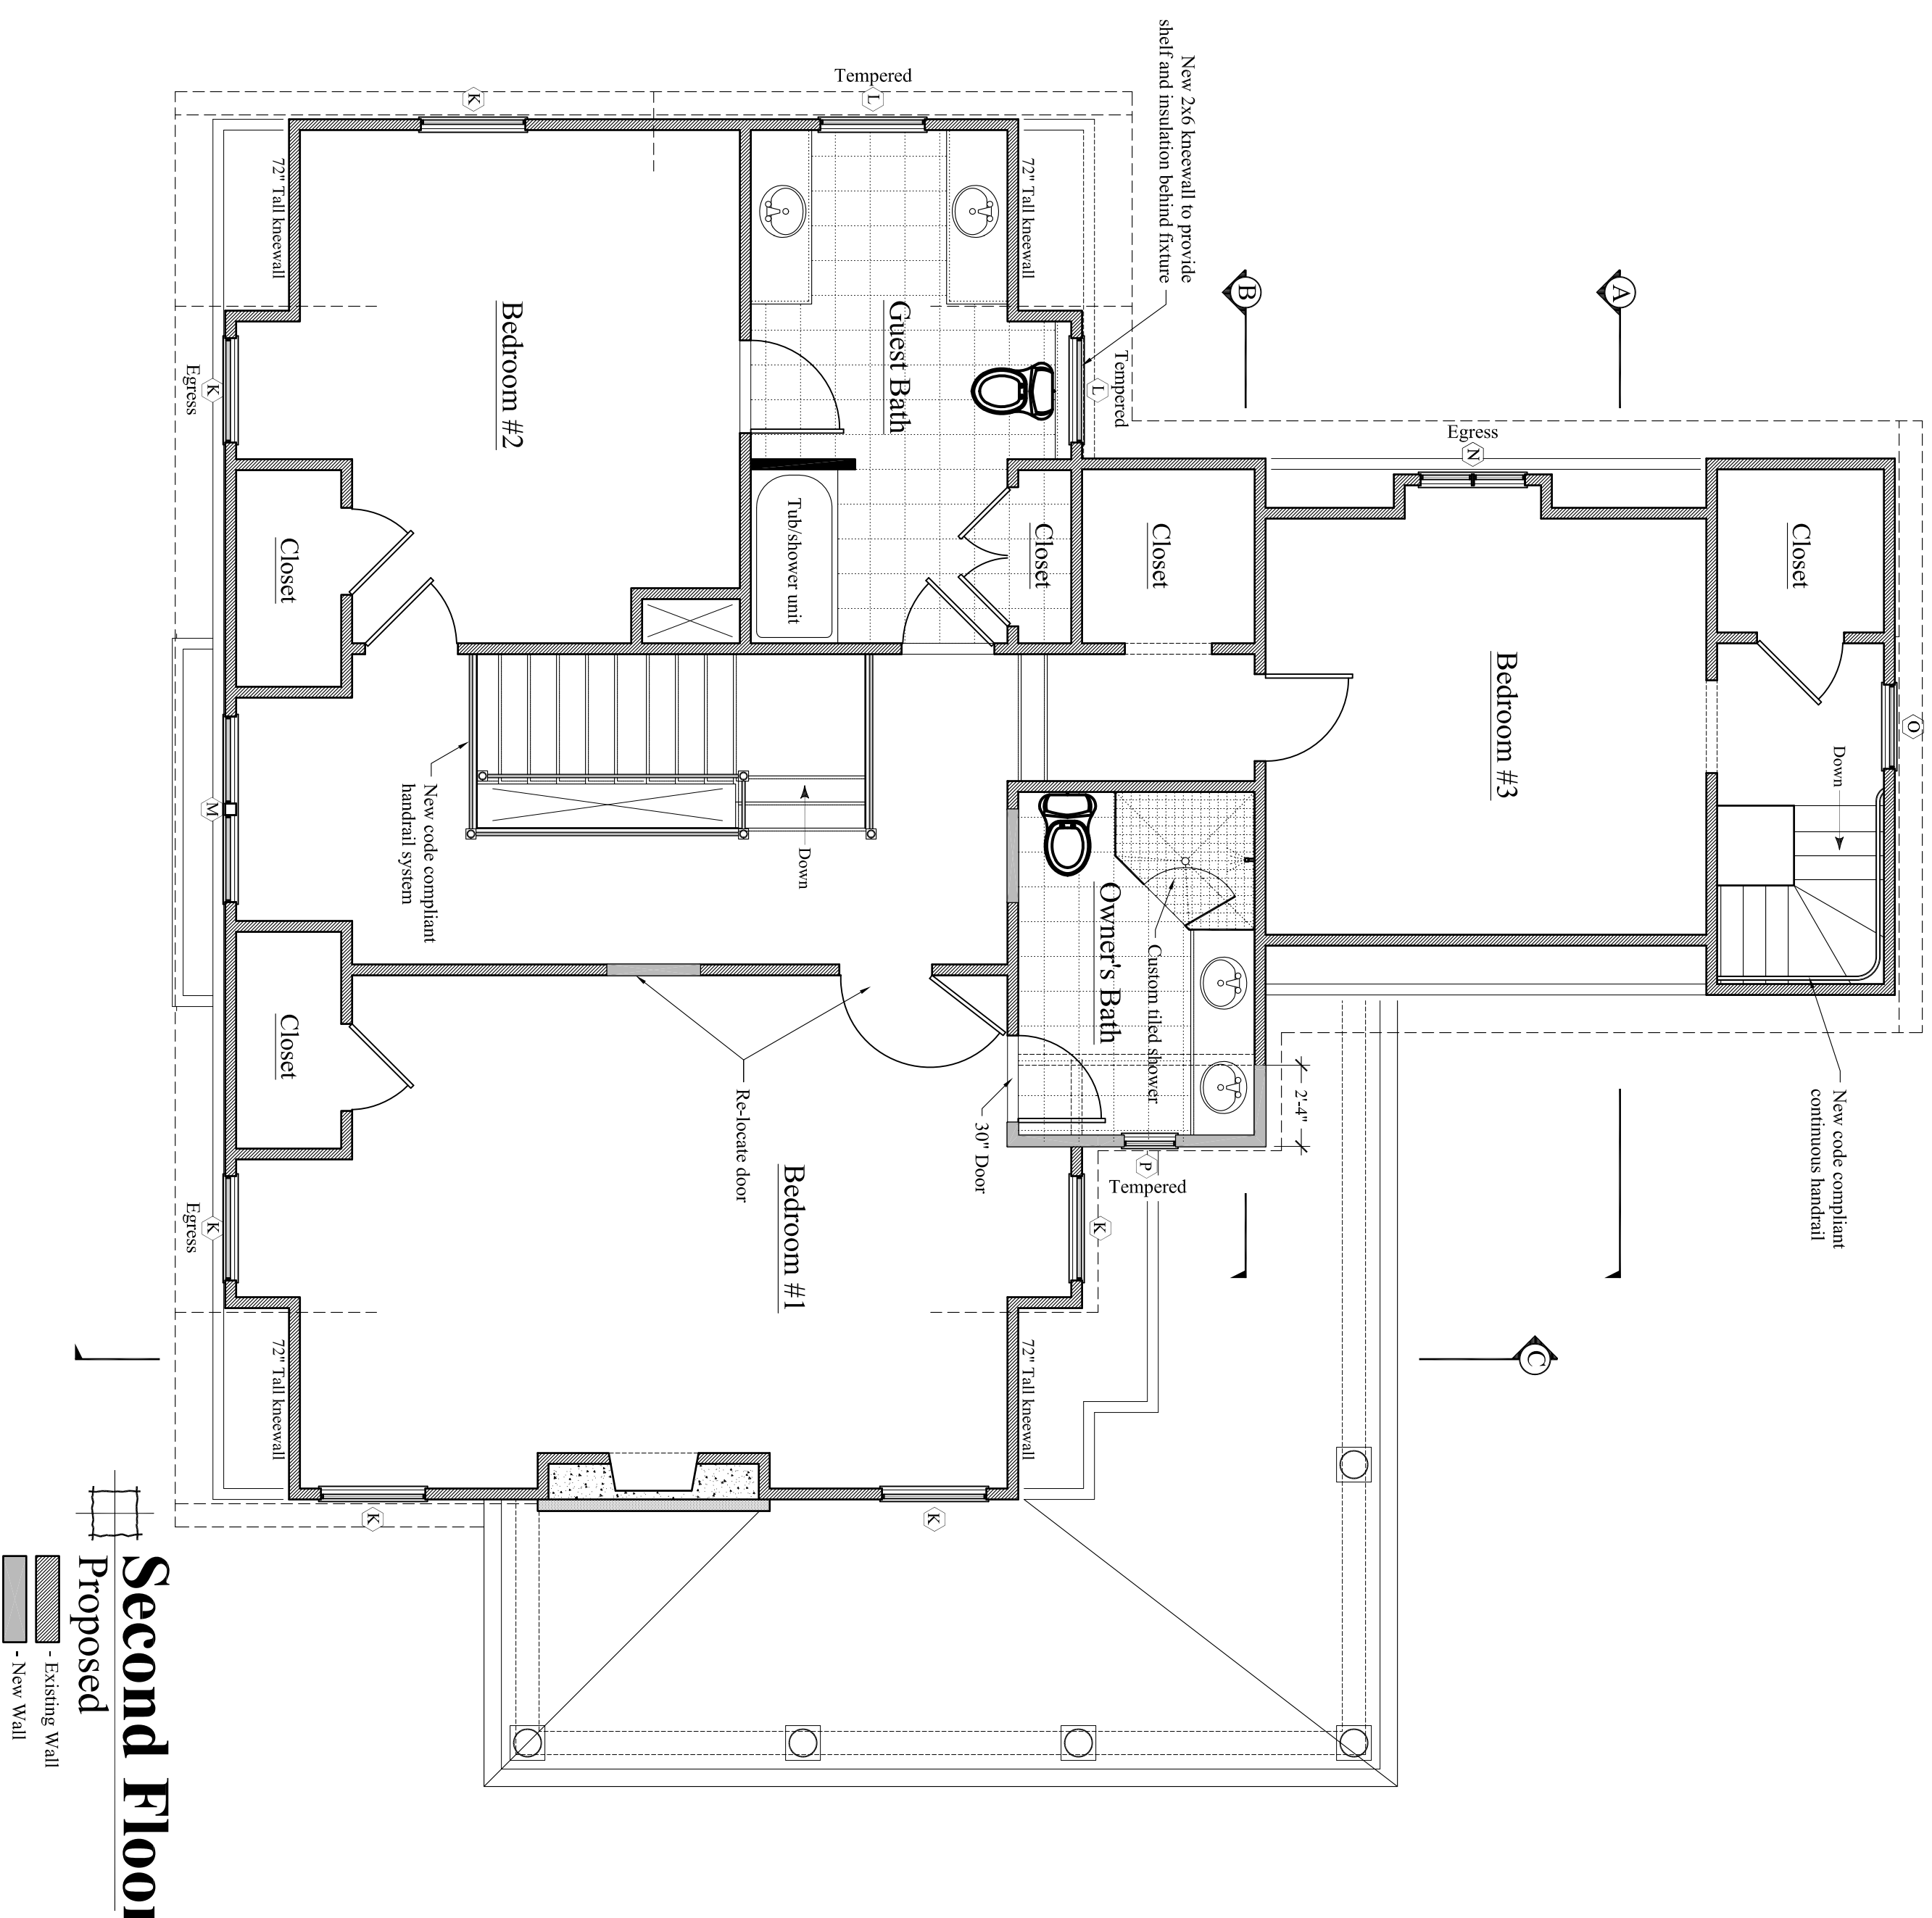 Tempered
K
L
New 2x6 kneewall to provide
shelf and insulation behind fixture
72" Tall kneewall
72" Tall kneewall
B
A
Bedroom #2
Guest Bath
Tempered
L
K
Egress
Egress
N
Closet
Tub/shower unit
Closet
Closet
Closet
Bedroom #3
O
Down
M
New code compliant
handrail system
Down
Owner's Bath
Custom tiled shower
Closet
Re-locate door
30" Door
2'-4"
New code compliant
continuous handrail
P
Tempered
Bedroom #1
K
Egress
K
72" Tall kneewall
72" Tall kneewall
C
K
K
Second Floor
Proposed
- Existing Wall
- New Wall